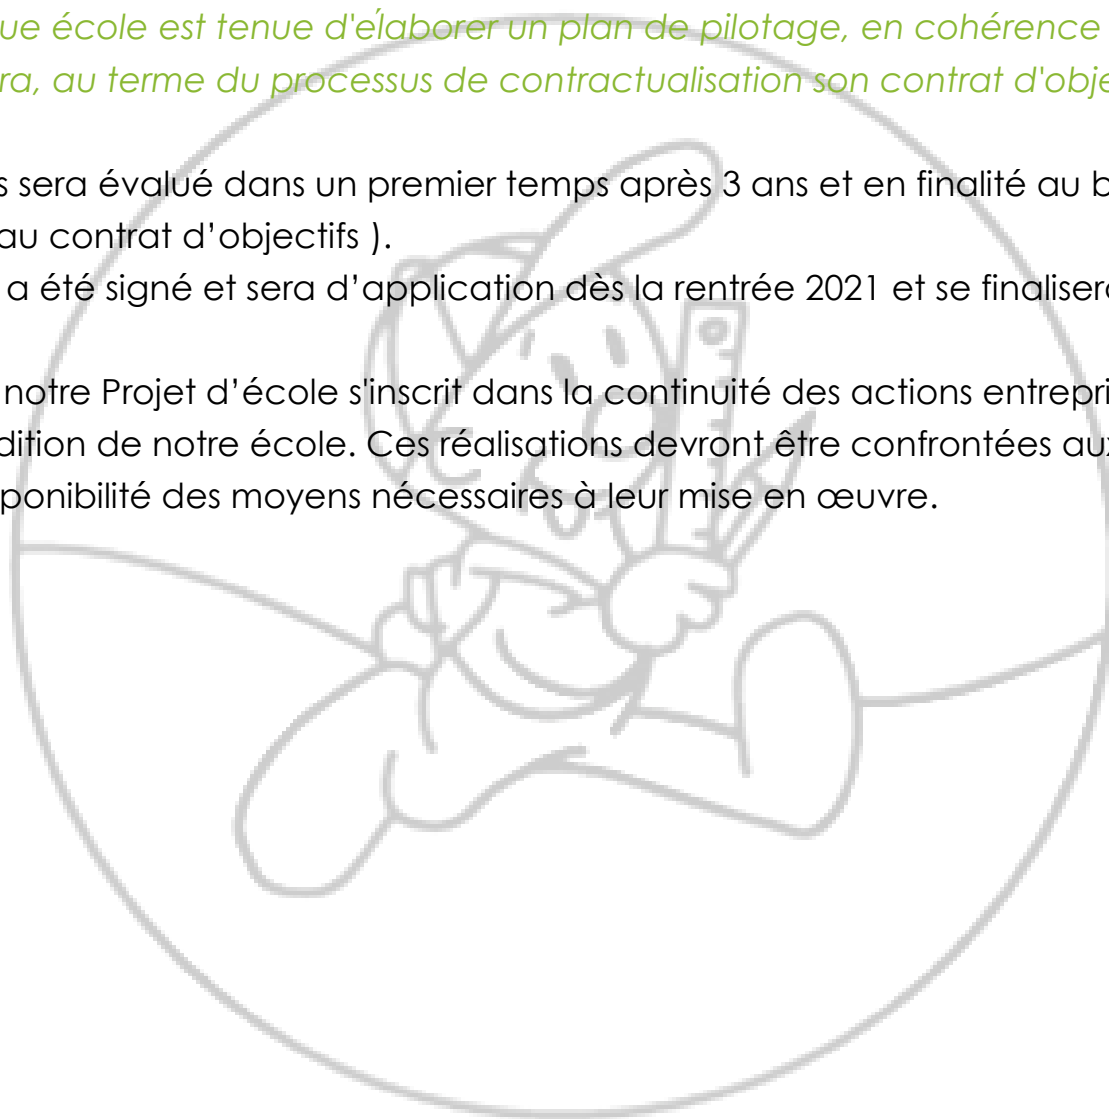 ue école est tenue d'élaborer un plan de pilotage, en cohérence
ra, au terme du processus de contractualisation son contrat d'obje
s sera évalué dans un premier temps après 3 ans et en finalité au b
au contrat d’objectifs ).
a été signé et sera d’application dès la rentrée 2021 et se finaliser
notre Projet d’école s'inscrit dans la continuité des actions entrepri
dition de notre école. Ces réalisations devront être confrontées aux
ponibilité des moyens nécessaires à leur mise en œuvre.